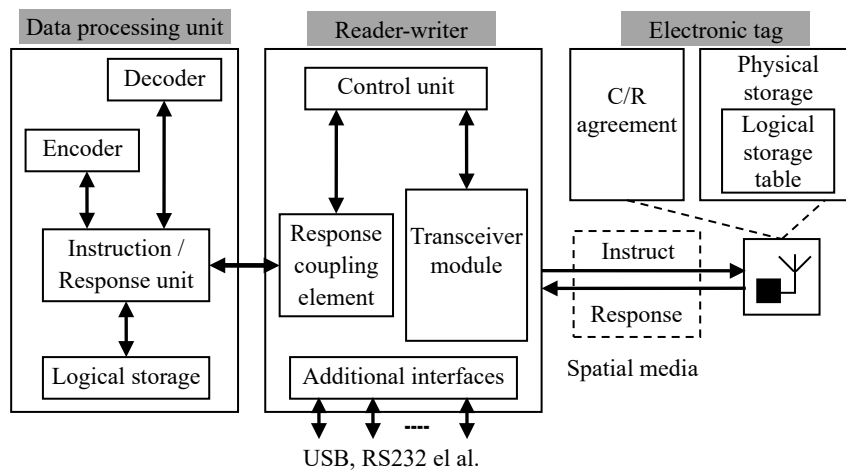 Data processing unit
Reader-writer
Electronic tag
Decoder
Encoder
Instruction /
Response unit
Logical storage
Control unit
Response
coupling
element
Transceiver
module
Additional interfaces
USB, RS232 el al.
C/R
agreement
Physical
storage
Logical
storage
table
Instruct
Response
Spatial media